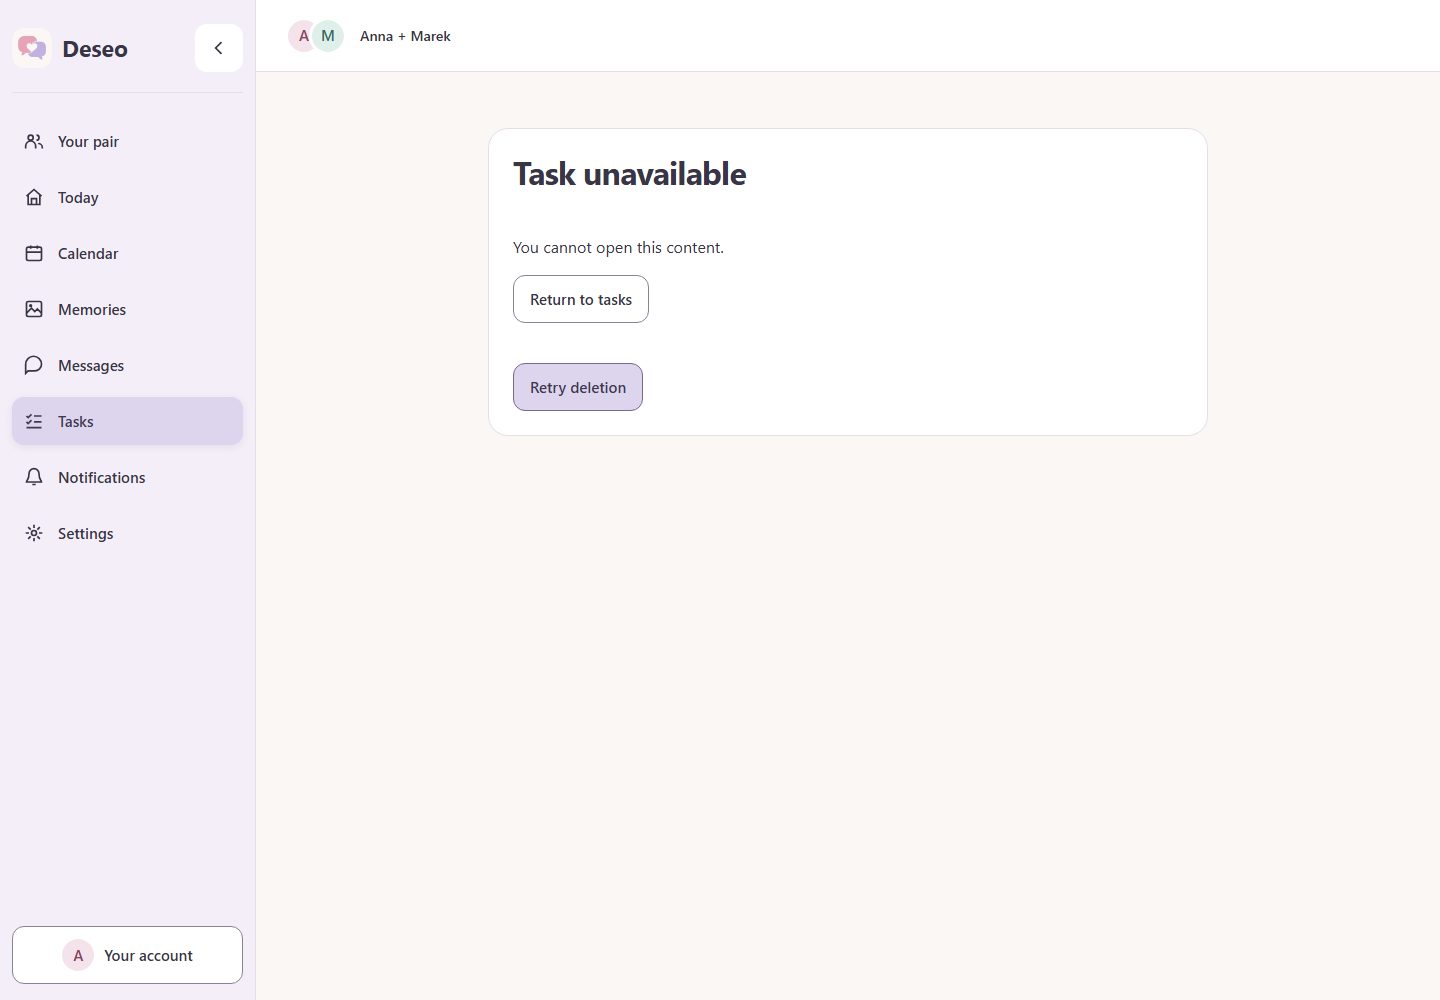 Deseo
Your pair
Today
Calendar
Memories
Messages
Tasks
Notifications
Settings
A Your account
A M Anna + Marek
Task unavailable
You cannot open this content.
Return to tasks
Retry deletion